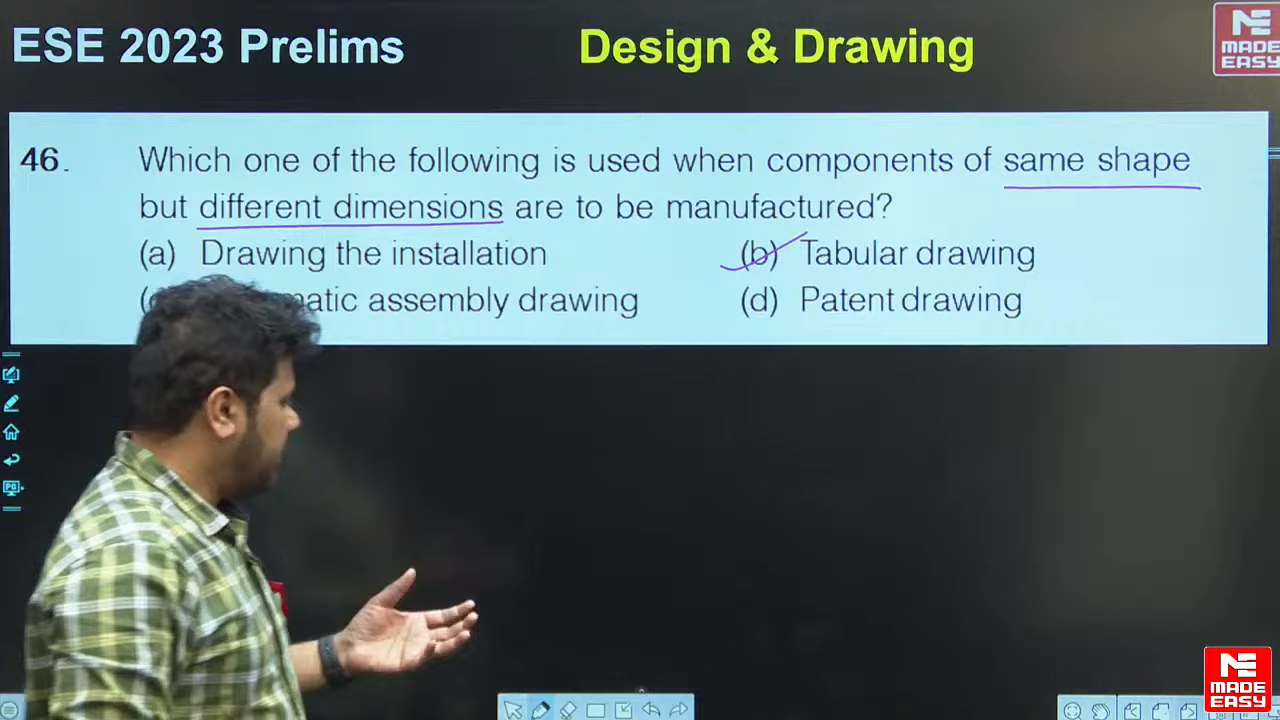 ESE 2023 Prelims
Design & Drawing
MADE
EASY
46.
Which one of the following is used when components of same shape
but different dimensions are to be manufactured?
(a) Drawing the installation
(b) Tabular drawing
assembly drawing
(d) Patent drawing
MADE
EASY